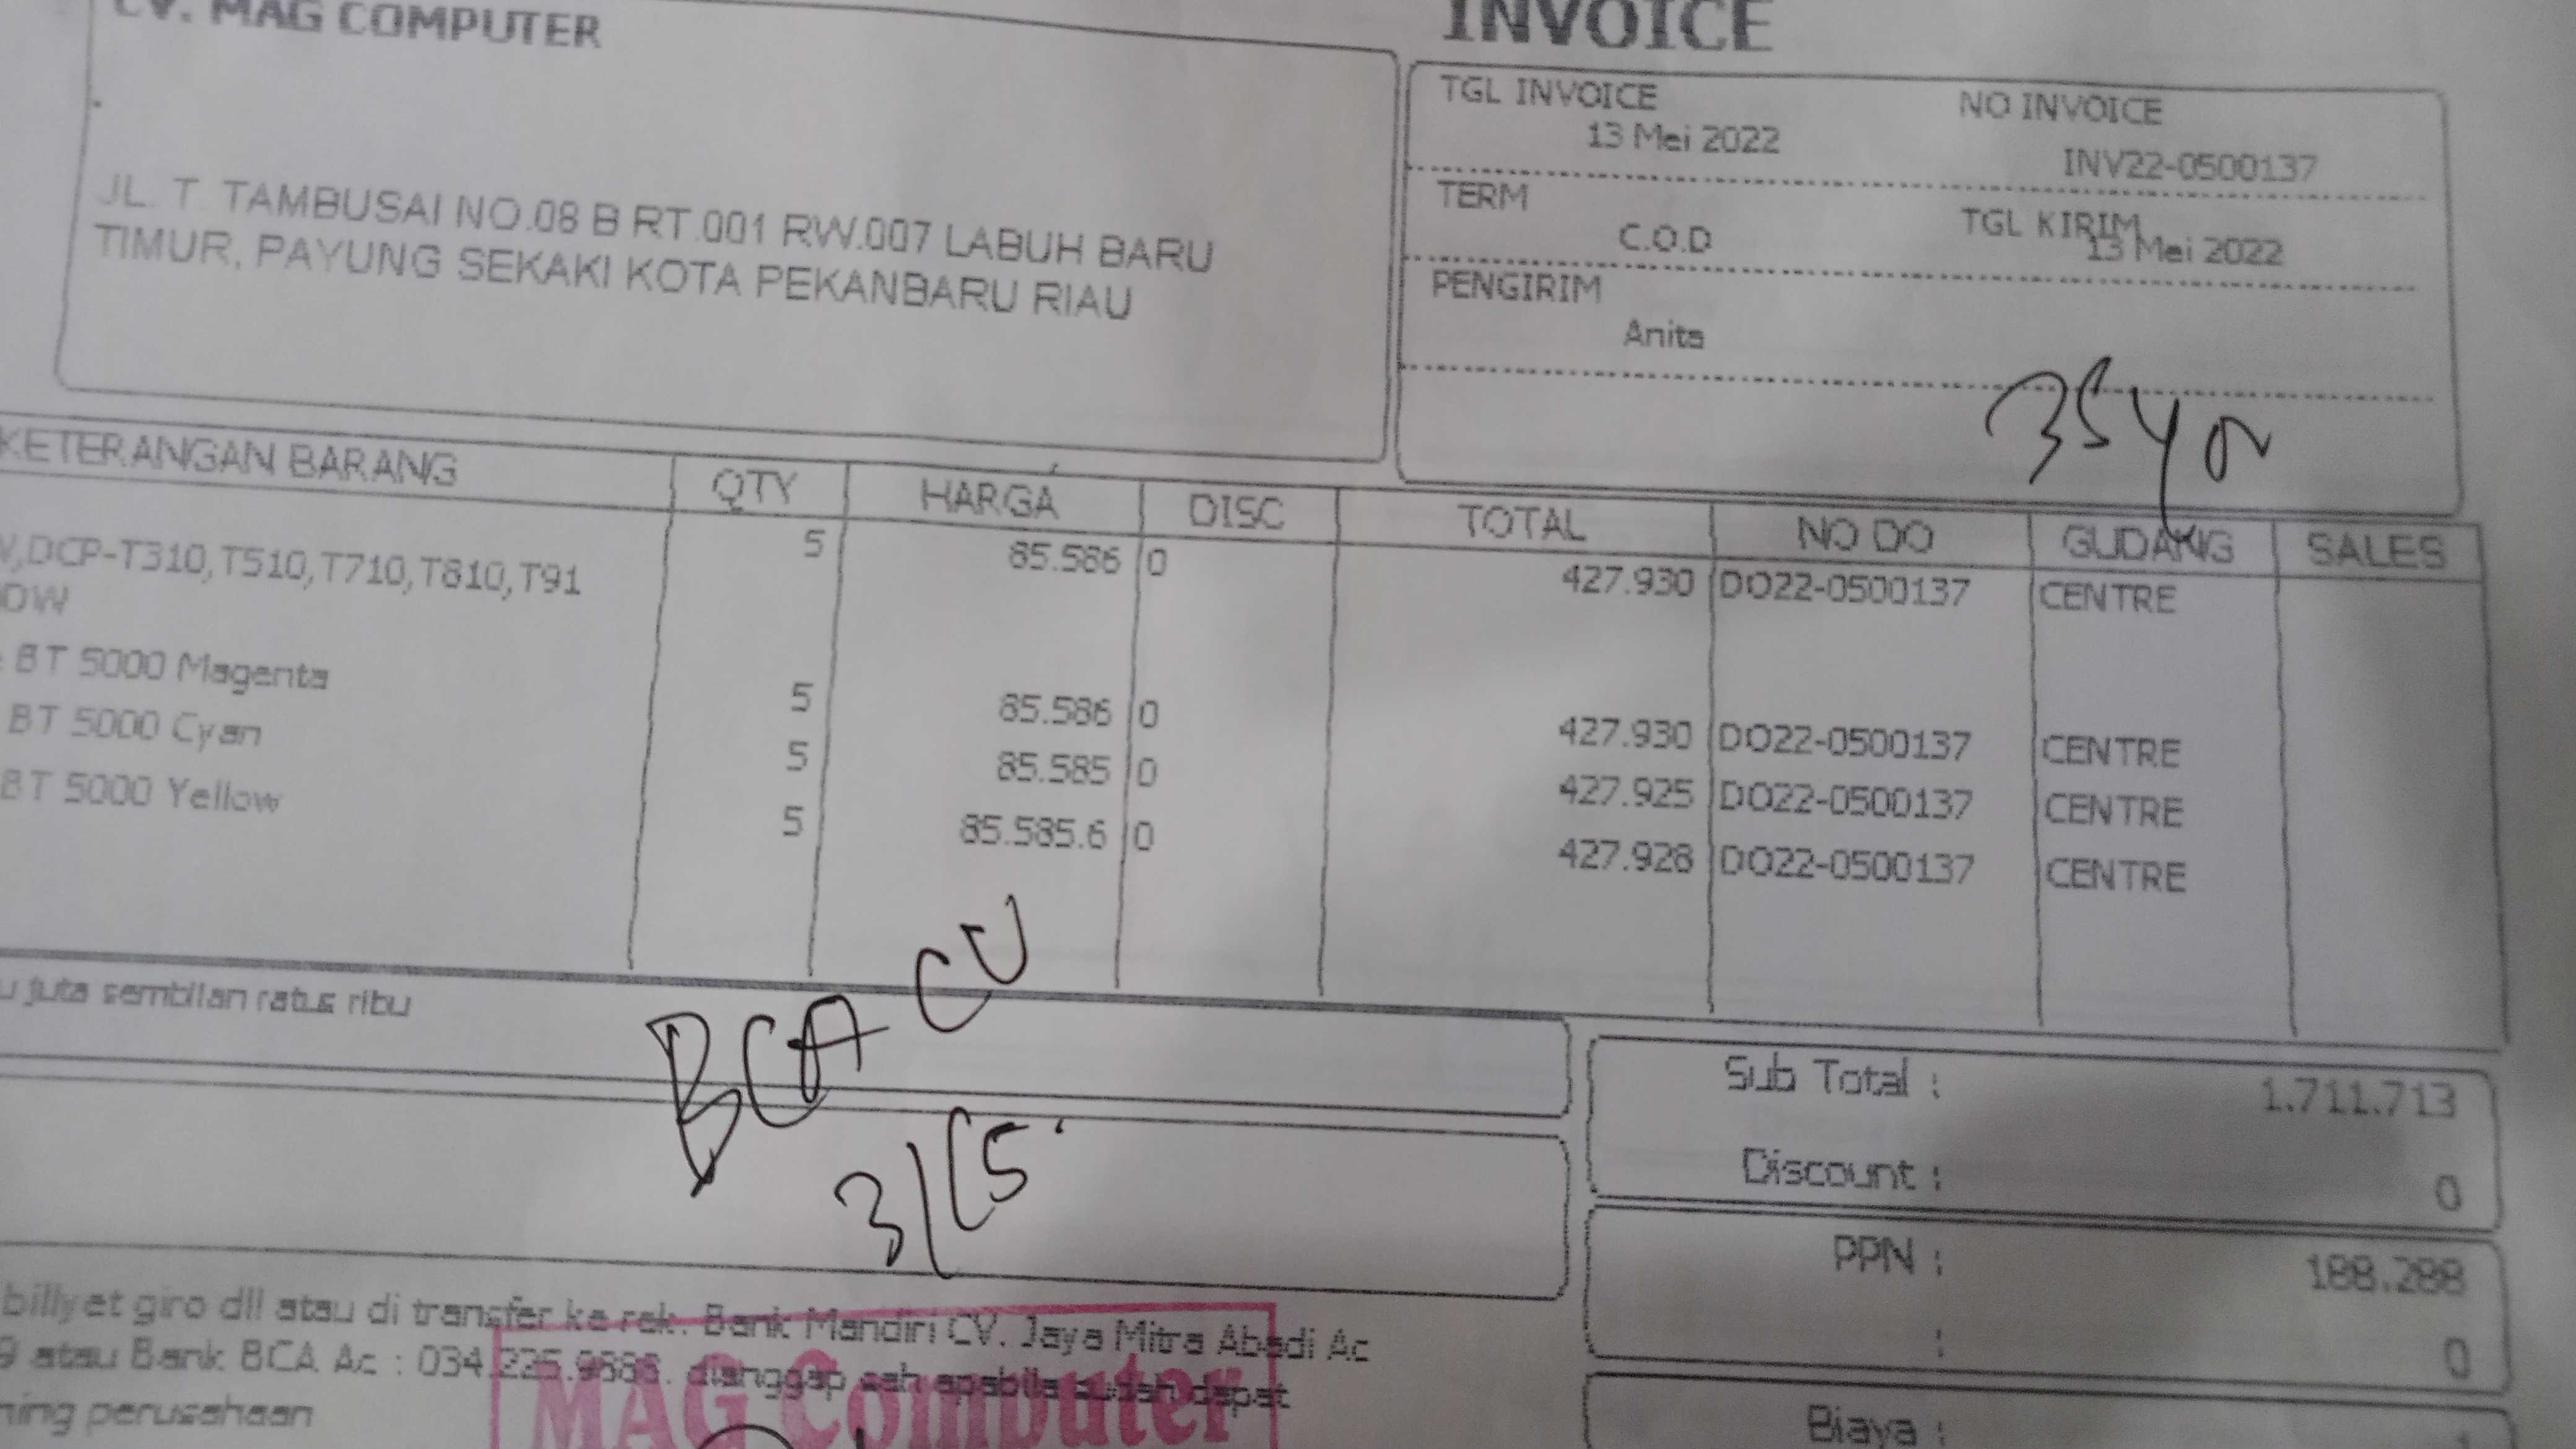 CV. MAG COMPUTER
INVOICE
TGL INVOICE
13 Mei 2022
NO INVOICE
INV22-0500137
JL. T. TAMBUSAI NO.08 B RT.001 RW.007 LABUH BARU
TIMUR, PAYUNG SEKAKI KOTA PEKANBARU RIAU
TERM
C.O.D
TGL KIRIM
13 Mei 2022
PENGIRIM
Anita
KETERANGAN BARANG QTY HARGA DISC TOTAL NO DO GUDANG SALES
W,DCP-T310,T510,T710,T810,T91 5 85.586 0 427.930 DO22-0500137 CENTRE
0DW
BT 5000 Magenta 5 85.586 0 427.930 DO22-0500137 CENTRE
BT 5000 Cyan 5 85.585 0 427.925 DO22-0500137 CENTRE
BT 5000 Yellow 5 85.585.6 0 427.928 DO22-0500137 CENTRE
juta sembilan ratus ribu
BCA CV
Sub Total : 1.711.713
Discount : 0
PPN : 188.288
: 0
Biaya :
billyet giro dll atau di transfer ke rek. Bank Mandiri CV. Jaya Mitra Abadi Ac
9 atau Bank BCA Ac : 034.225.9888. dianggap sah apabila sudah dapat
perusahaan
MAG Computer